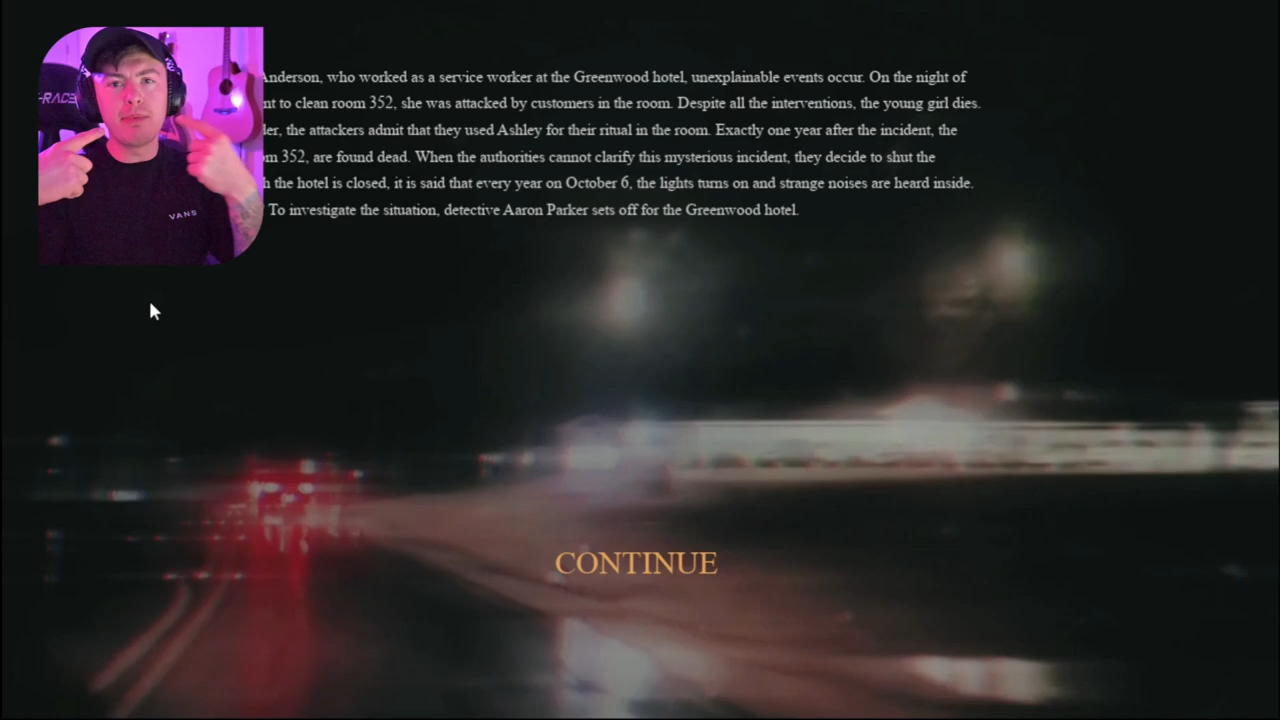 Anderson, who worked as a service worker at the Greenwood hotel, unexplainable events occur. On the night of
to clean room 352, she was attacked by customers in the room. Despite all the interventions, the young girl dies.
the attackers admit that they used Ashley for their ritual in the room. Exactly one year after the incident, the
352, are found dead. When the authorities cannot clarify this mysterious incident, they decide to shut the
the hotel is closed, it is said that every year on October 6, the lights turns on and strange noises are heard inside.
To investigate the situation, detective Aaron Parker sets off for the Greenwood hotel.
VANS
CONTINUE